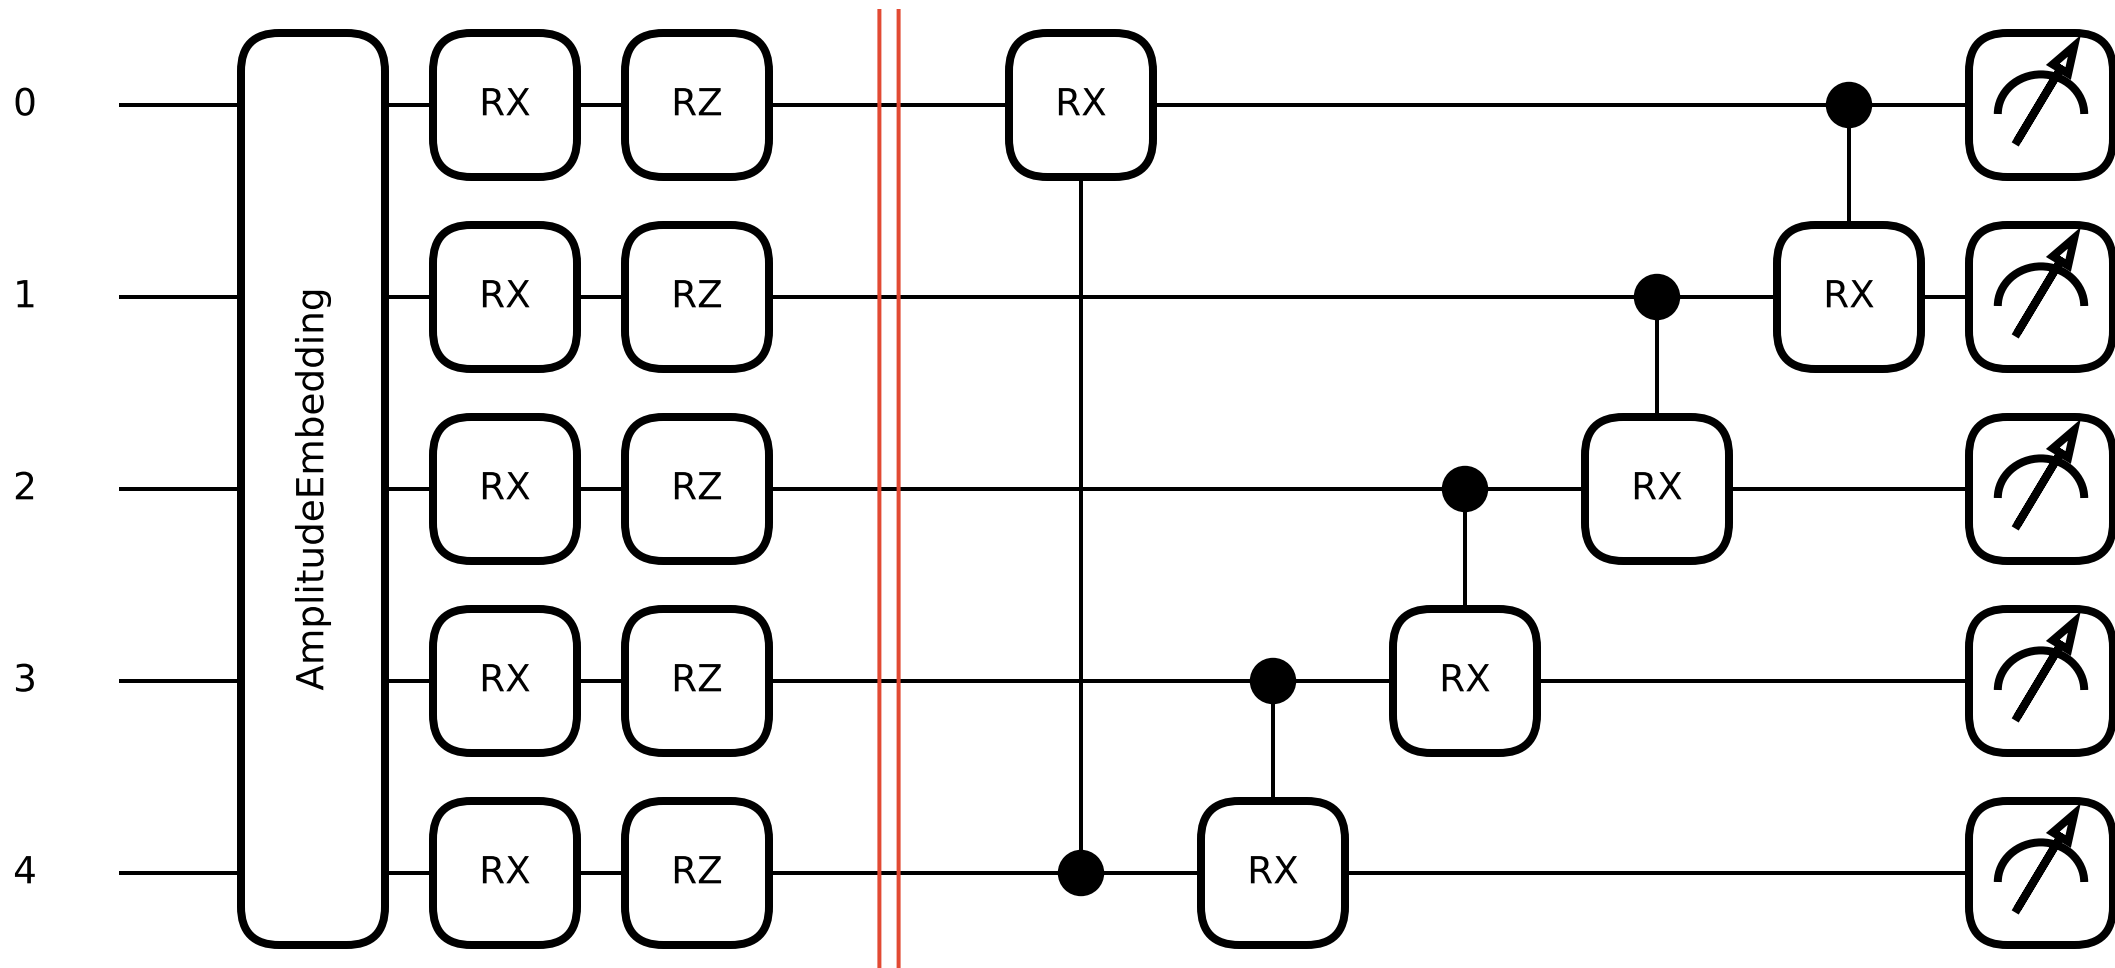 0 RX RZ RX
1 RX RZ RX
AmplitudeEmbedding
2 RX RZ RX
3 RX RZ RX
4 RX RZ RX